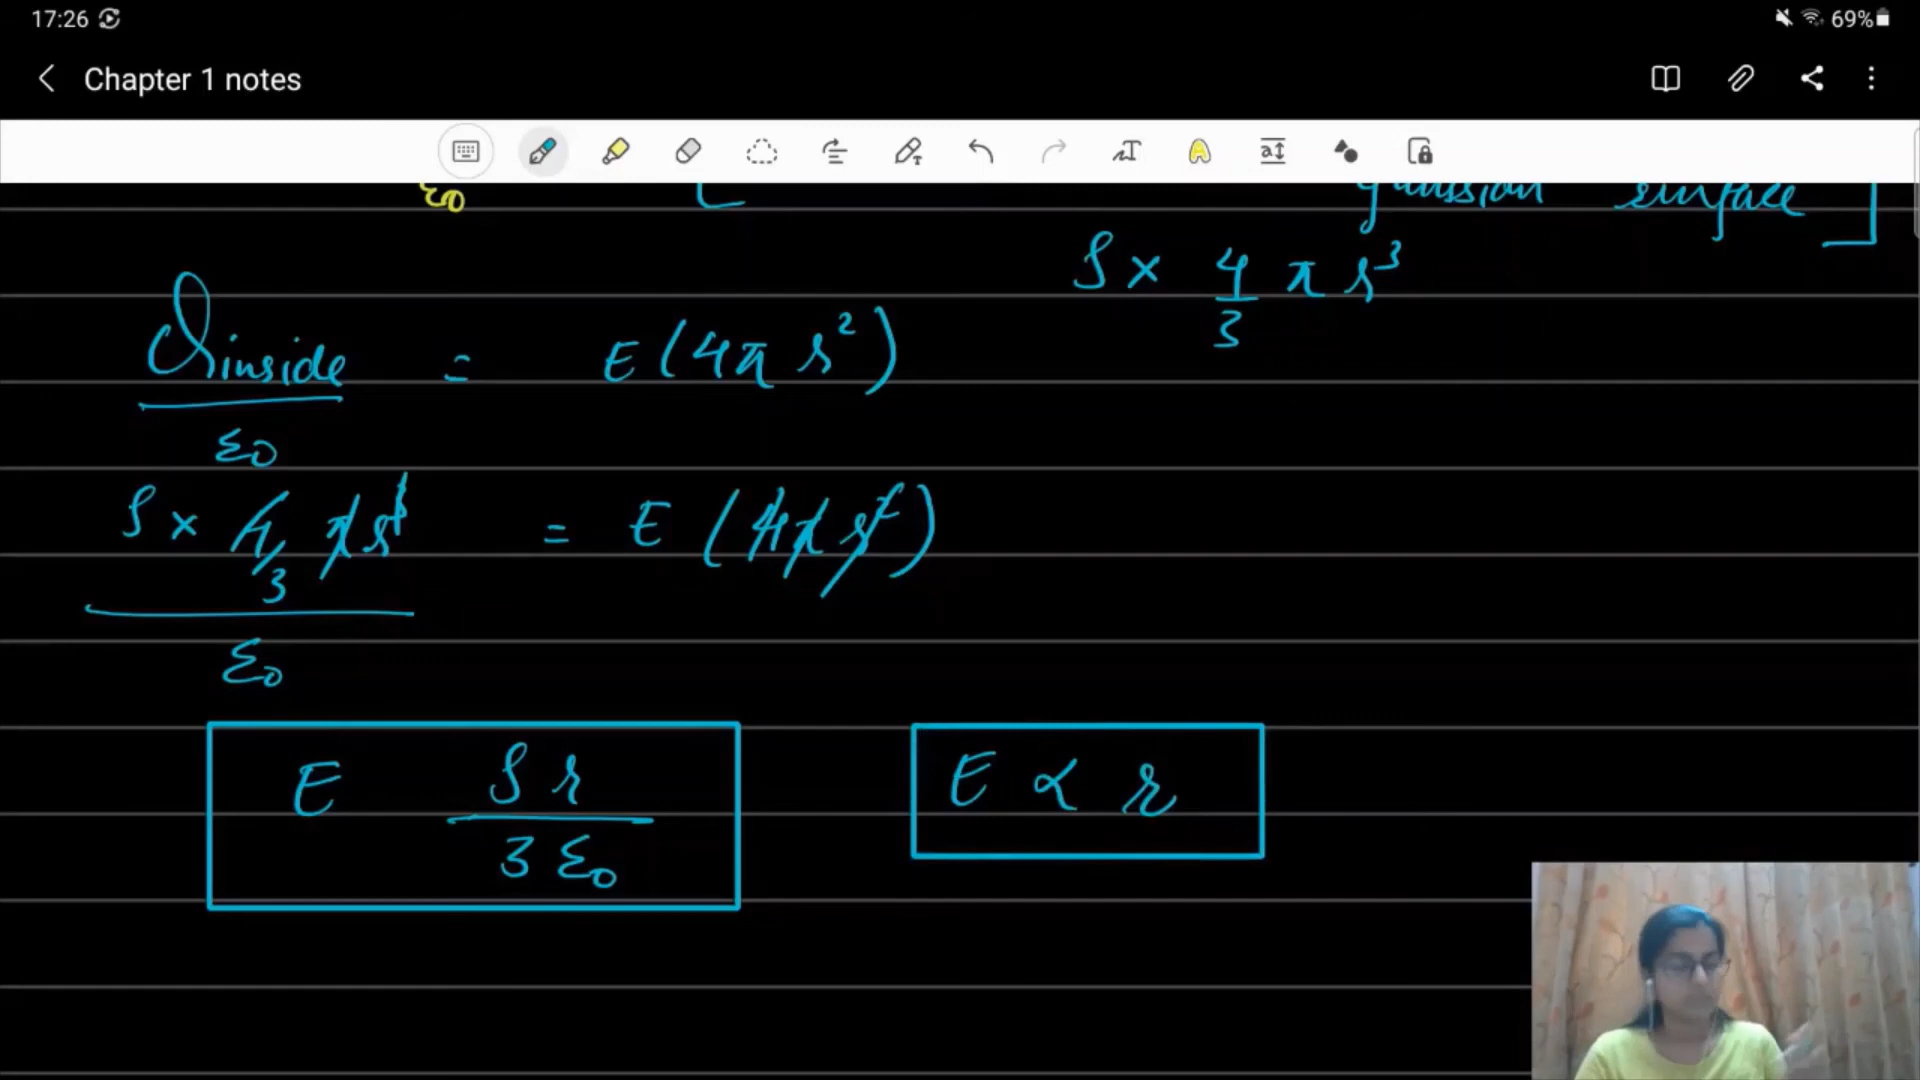 17:26 69%
Chapter 1 notes
ε0
gaussian surface ]
ρ × 4/3 π r³
Qinside/ε0 = E(4π r²)
ρ × 4/3 π r³/ε0 = E (4π r²)
E ρ r/3 ε0
E ∝ r